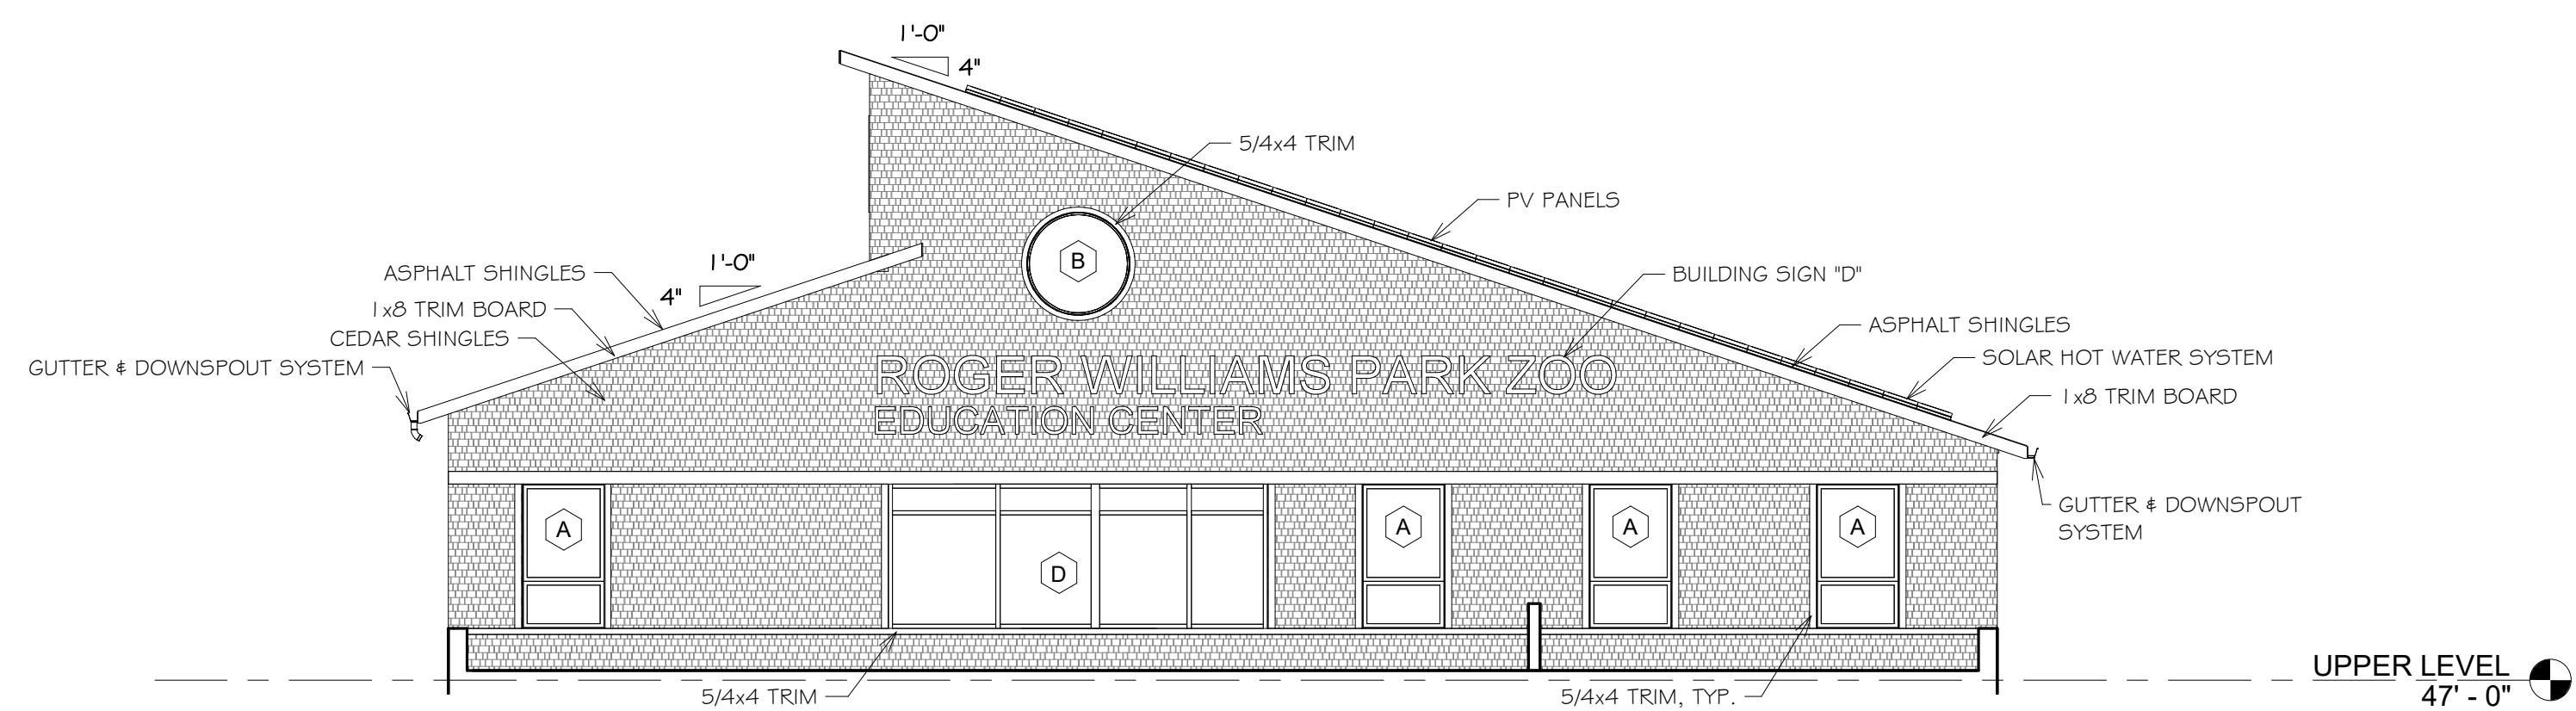 1'-0"
4"
5/4x4 TRIM
PV PANELS
B
1'-0"
4"
ASPHALT SHINGLES
1x8 TRIM BOARD
CEDAR SHINGLES
GUTTER & DOWNSPOUT SYSTEM
BUILDING SIGN "D"
ASPHALT SHINGLES
SOLAR HOT WATER SYSTEM
1x8 TRIM BOARD
ROGER WILLIAMS PARK ZOO
EDUCATION CENTER
GUTTER & DOWNSPOUT
SYSTEM
A
D
A
A
A
5/4x4 TRIM
5/4x4 TRIM, TYP.
UPPER LEVEL
47' - 0"